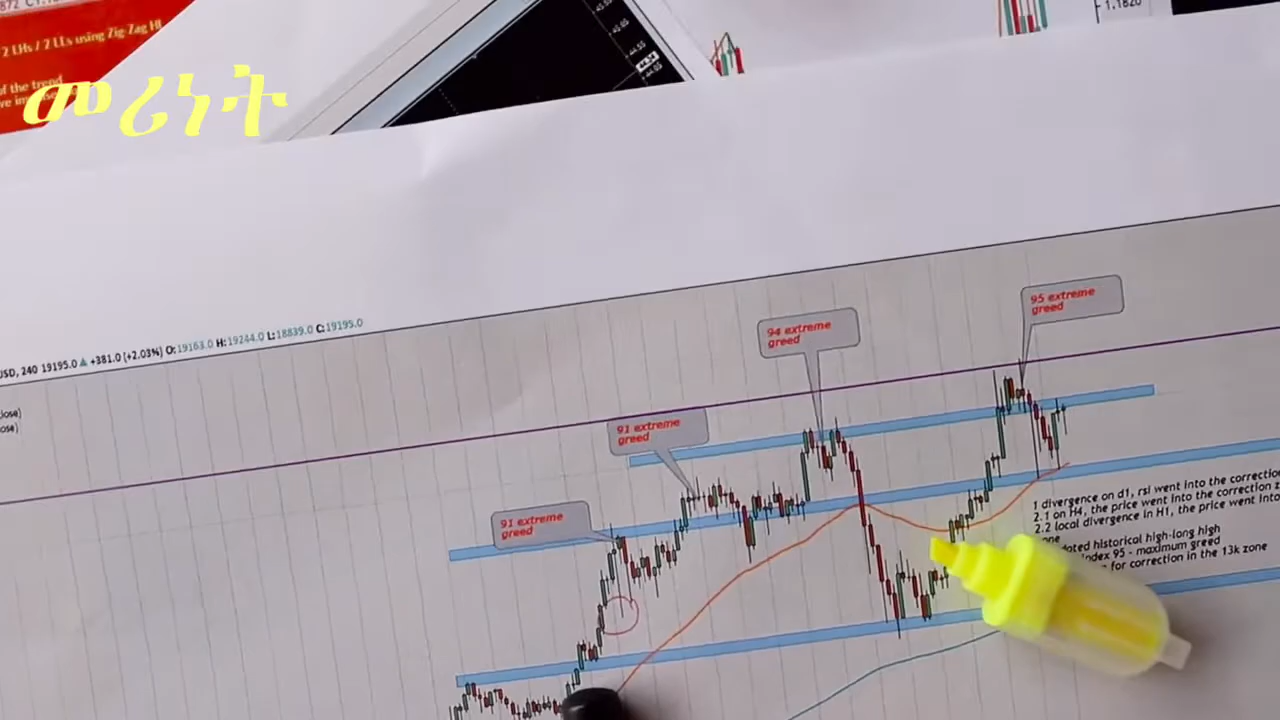 2 LHs / 2 LLs using Zig Zag HL
of the trend
መሪነት
1.1820
USD, 240 19195.0 ▲ +381.0 (+2.03%) O:19163.0 H:19244.0 L:18839.0 C:19195.0
95 extreme
greed
94 extreme
greed
91 extreme
greed
91 extreme
greed
1 divergence on d1, rsi went into the correction
2.1 on H4, the price went into the correction z
2.2 local divergence in H1, the price went into
historical high-long high
index 95 - maximum greed
for correction in the 13k zone